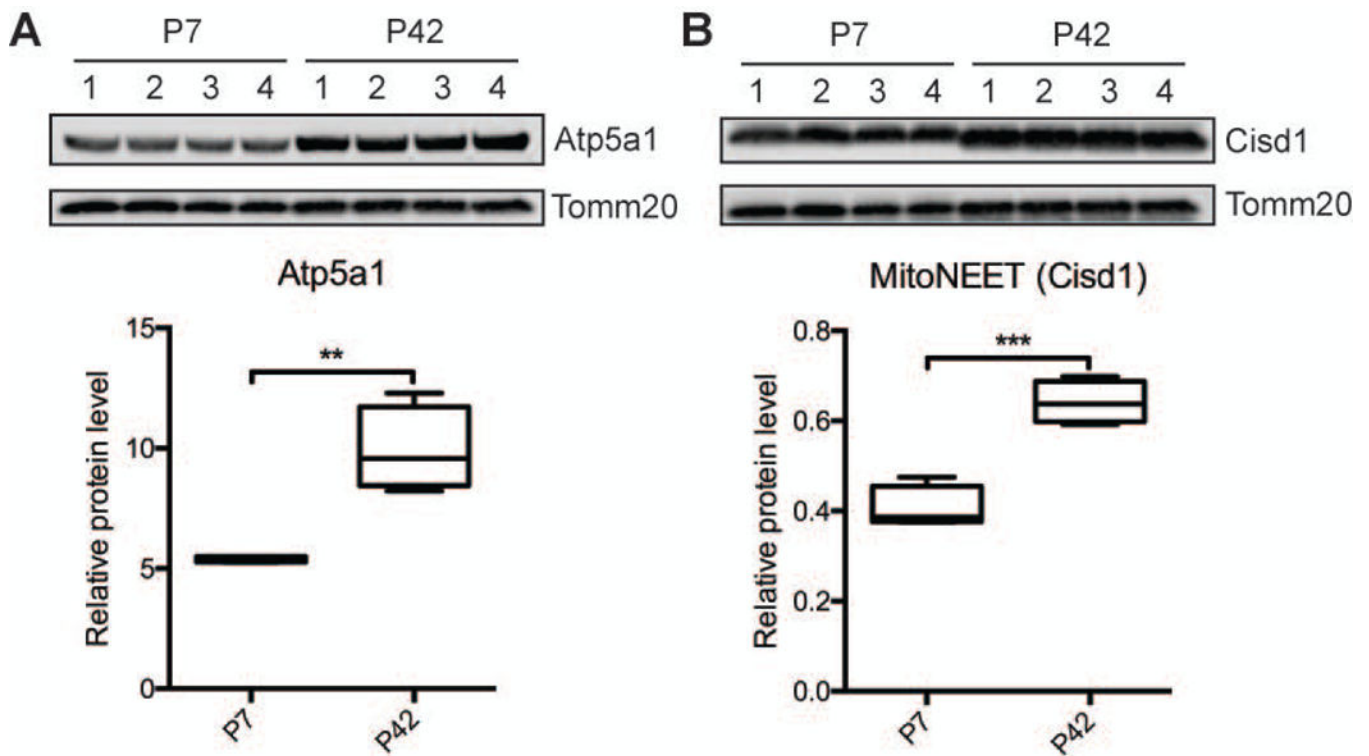 A
P7 P42
1 2 3 4 1 2 3 4
Atp5a1
Tomm20
Atp5a1
Relative protein level
15
**
10
5
0
P7 P42
B
P7 P42
1 2 3 4 1 2 3 4
Cisd1
Tomm20
MitoNEET (Cisd1)
Relative protein level
0.8
***
0.6
0.4
0.2
0.0
P7 P42